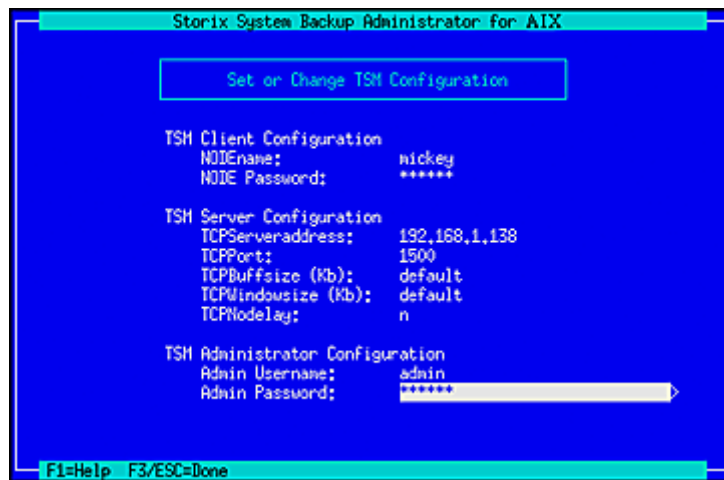 Storix System Backup Administrator for AIX
Set or Change TSM Configuration
TSM Client Configuration
NODEname: mickey
NODE Password: ******
TSM Server Configuration
TCPServeraddress: 192.168.1.138
TCPPort: 1500
TCPBuffsize (Kb): default
TCPWindowsize (Kb): default
TCPNodelay: n
TSM Administrator Configuration
Admin Username: admin
Admin Password: ******
F1=Help F3/ESC=Done